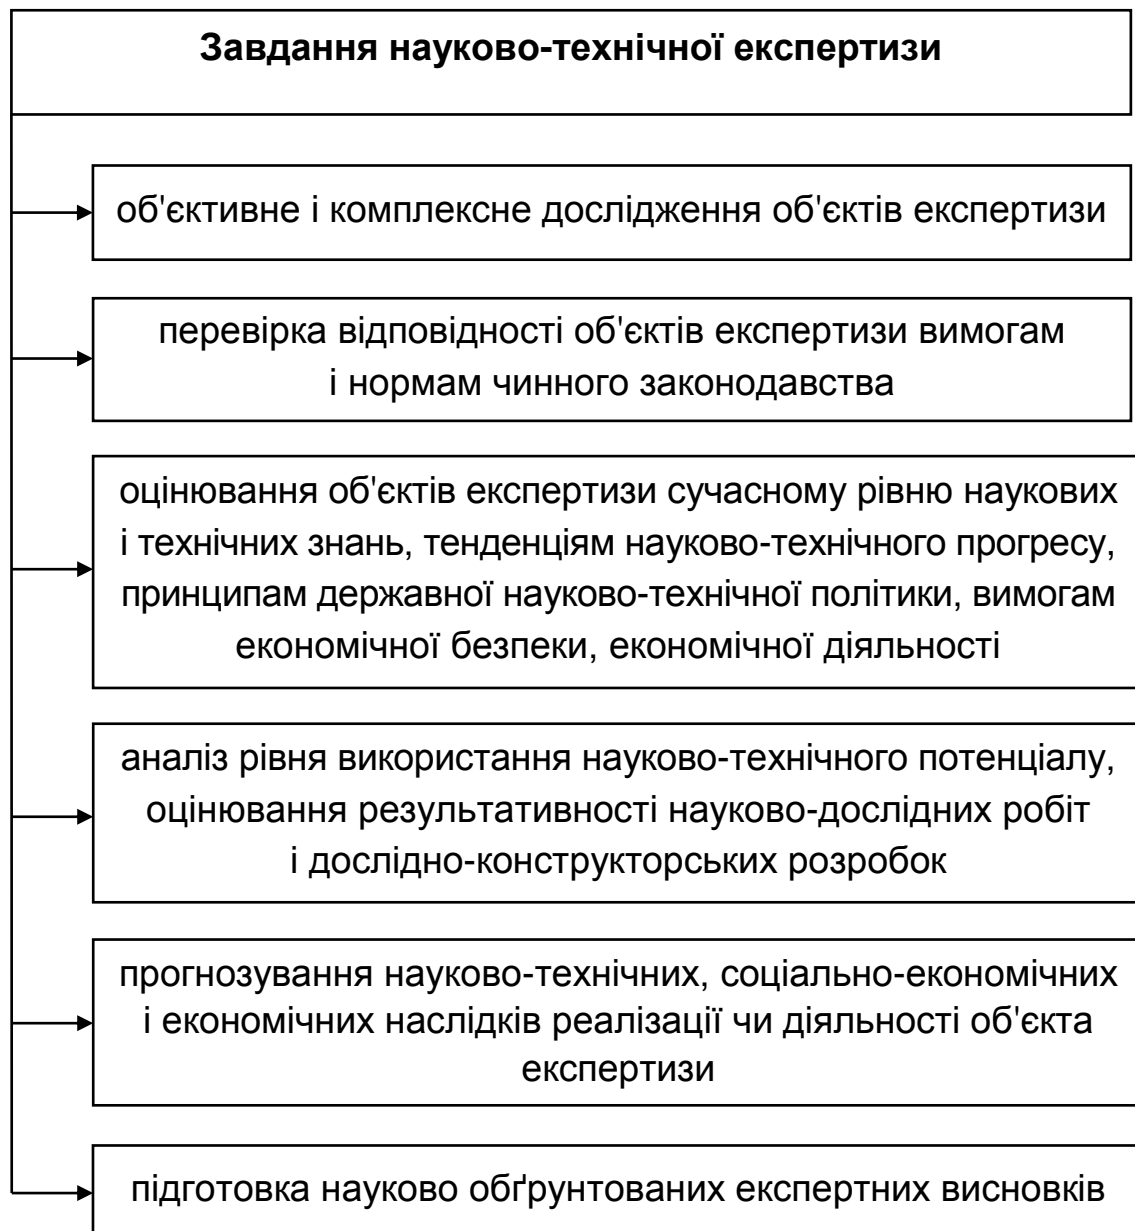 Завдання науково-технічної експертизи
об'єктивне і комплексне дослідження об'єктів експертизи
перевірка відповідності об'єктів експертизи вимогам
і нормам чинного законодавства
оцінювання об'єктів експертизи сучасному рівню наукових
і технічних знань, тенденціям науково-технічного прогресу,
принципам державної науково-технічної політики, вимогам
економічної безпеки, економічної діяльності
аналіз рівня використання науково-технічного потенціалу,
оцінювання результативності науково-дослідних робіт
і дослідно-конструкторських розробок
прогнозування науково-технічних, соціально-економічних
і економічних наслідків реалізації чи діяльності об'єкта
експертизи
підготовка науково обґрунтованих експертних висновків